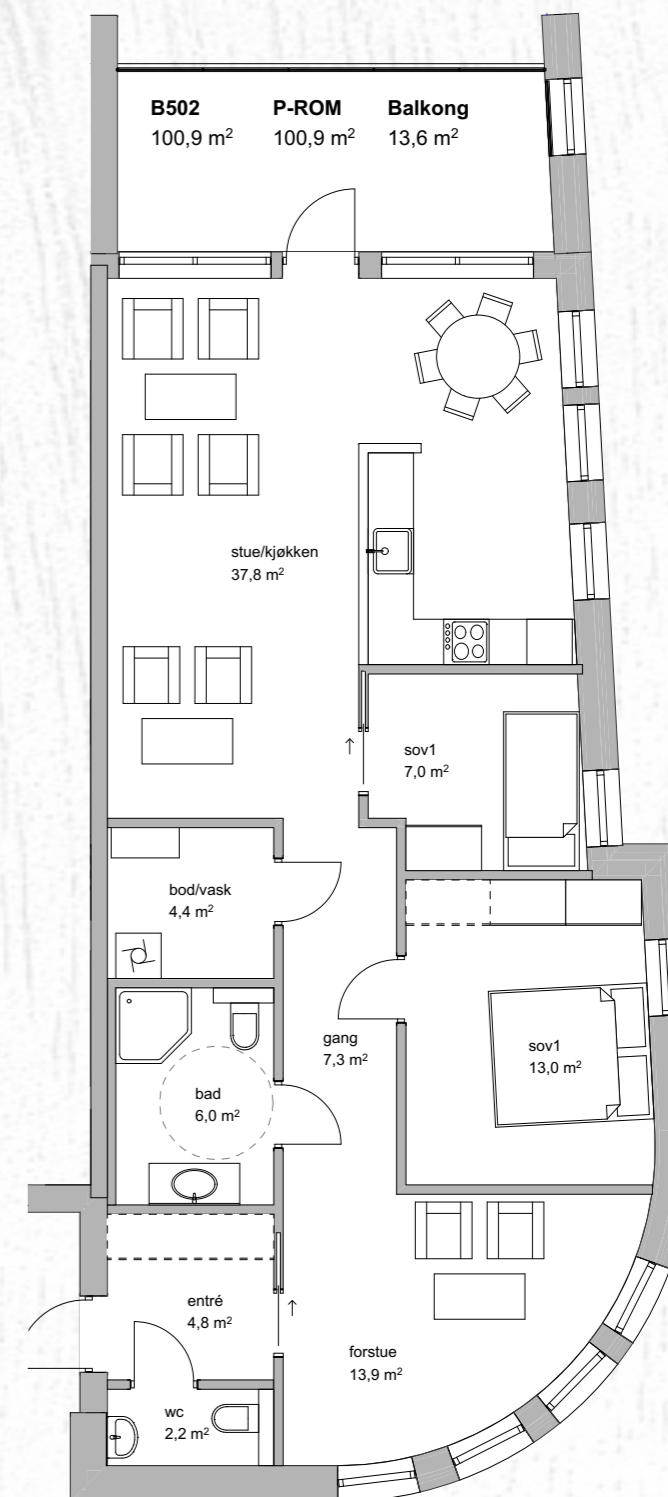 B502 P-ROM Balkong
100,9 m² 100,9 m² 13,6 m²
stue/kjøkken
37,8 m²
sov1
7,0 m²
bod/vask
4,4 m²
gang
7,3 m²
sov1
13,0 m²
bad
6,0 m²
entré
4,8 m²
forstue
13,9 m²
wc
2,2 m²